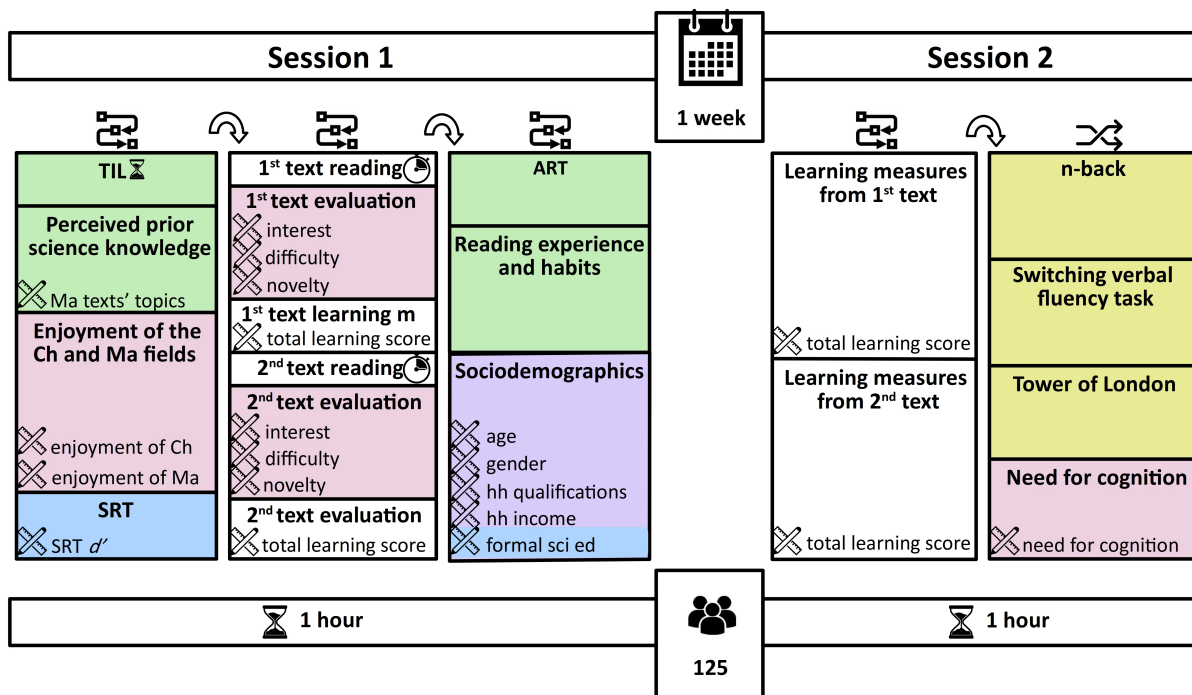 Session 1
1 week
Session 2
TIL
Perceived prior
science knowledge
Ma texts' topics
Enjoyment of the
Ch and Ma fields
enjoyment of Ch
enjoyment of Ma
SRT
SRT d'
1st text reading
1st text evaluation
interest
difficulty
novelty
1st text learning m
total learning score
2nd text reading
2nd text evaluation
interest
difficulty
novelty
2nd text evaluation
total learning score
ART
Reading experience
and habits
Sociodemographics
age
gender
hh qualifications
hh income
formal sci ed
Learning measures
from 1st text
total learning score
Learning measures
from 2nd text
total learning score
n-back
Switching verbal
fluency task
Tower of London
Need for cognition
need for cognition
1 hour
125
1 hour